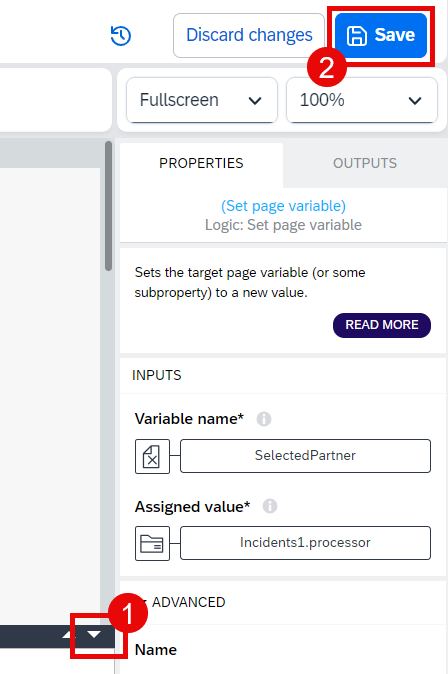 Discard changes
Save
2
Fullscreen
100%
PROPERTIES
OUTPUTS
(Set page variable)
Logic: Set page variable
Sets the target page variable (or some
subproperty) to a new value.
READ MORE
INPUTS
Variable name*
SelectedPartner
Assigned value*
Incidents1.processor
ADVANCED
1
Name